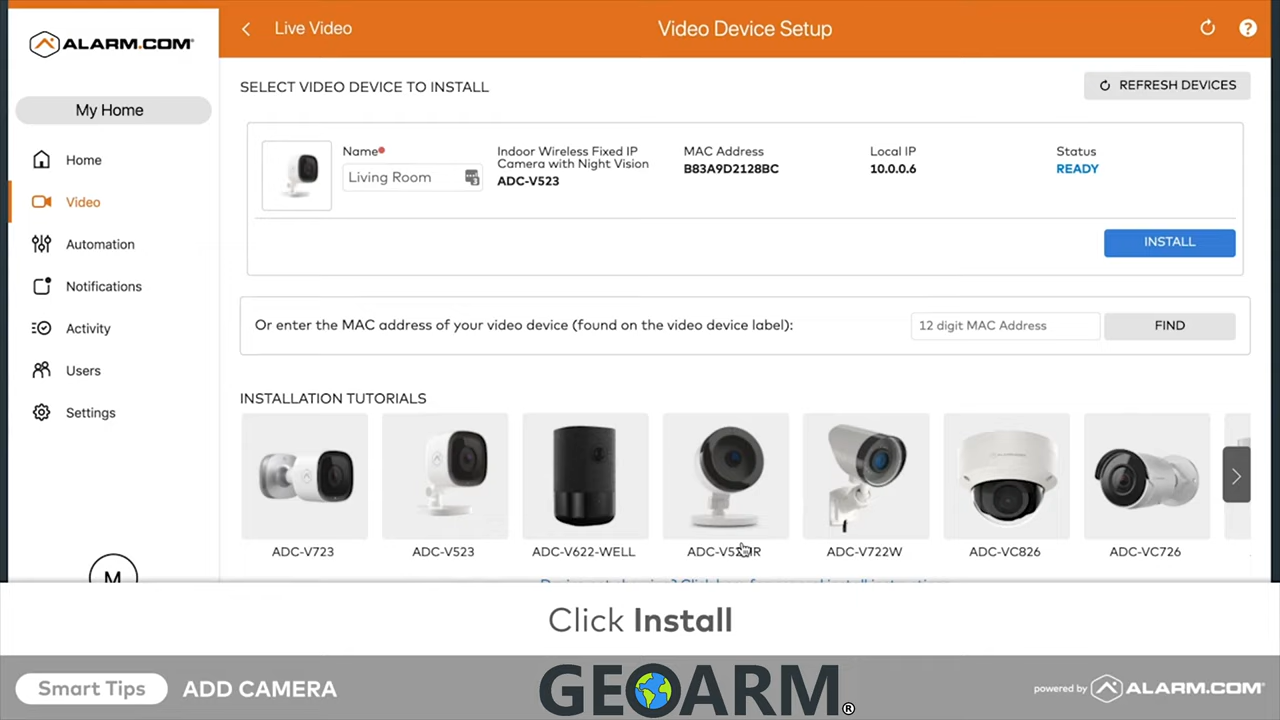 ALARM.COM
Live Video
Video Device Setup
?
My Home
Home
Video
Automation
Notifications
Activity
Users
Settings
M
SELECT VIDEO DEVICE TO INSTALL
REFRESH DEVICES
Name
Living Room
Indoor Wireless Fixed IP
Camera with Night Vision
ADC-V523
MAC Address
B83A9D2128BC
Local IP
10.0.0.6
Status
READY
INSTALL
Or enter the MAC address of your video device (found on the video device label):
12 digit MAC Address
FIND
INSTALLATION TUTORIALS
ADC-V723
ADC-V523
ADC-V622-WELL
ADC-V722W
ADC-VC826
ADC-VC726
Click Install
Smart Tips
ADD CAMERA
GEOARM®
powered by ALARM.COM